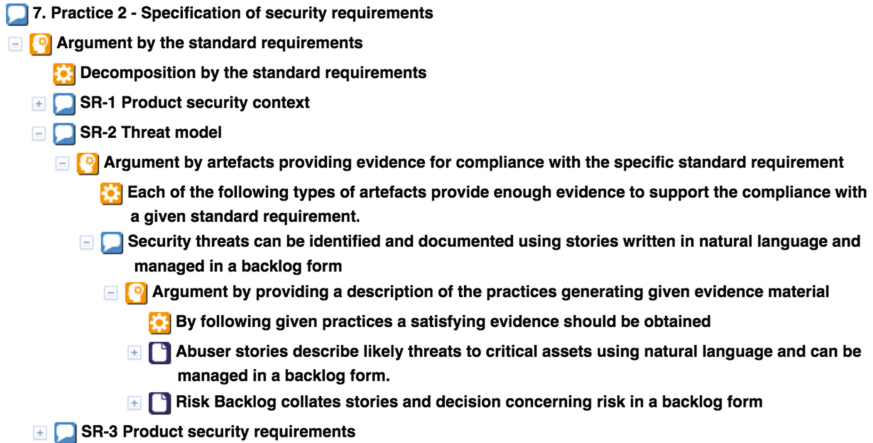 7. Practice 2 - Specification of security requirements
Argument by the standard requirements
Decomposition by the standard requirements
SR-1 Product security context
SR-2 Threat model
Argument by artefacts providing evidence for compliance with the specific standard requirement
Each of the following types of artefacts provide enough evidence to support the compliance with
a given standard requirement.
Security threats can be identified and documented using stories written in natural language and
managed in a backlog form
Argument by providing a description of the practices generating given evidence material
By following given practices a satisfying evidence should be obtained
Abuser stories describe likely threats to critical assets using natural language and can be
managed in a backlog form.
Risk Backlog collates stories and decision concerning risk in a backlog form
SR-3 Product security requirements